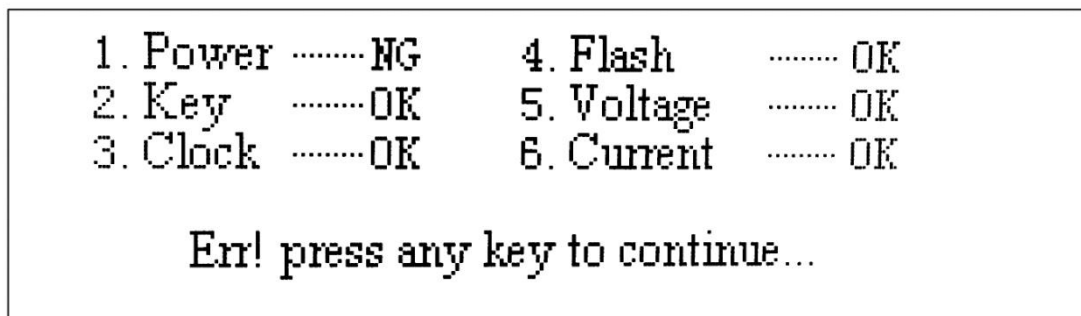 1. Power ········ NG 4. Flash ········ OK
2. Key ········ OK 5. Voltage ········ OK
3. Clock ········ OK 6. Current ········ OK
Err! press any key to continue...